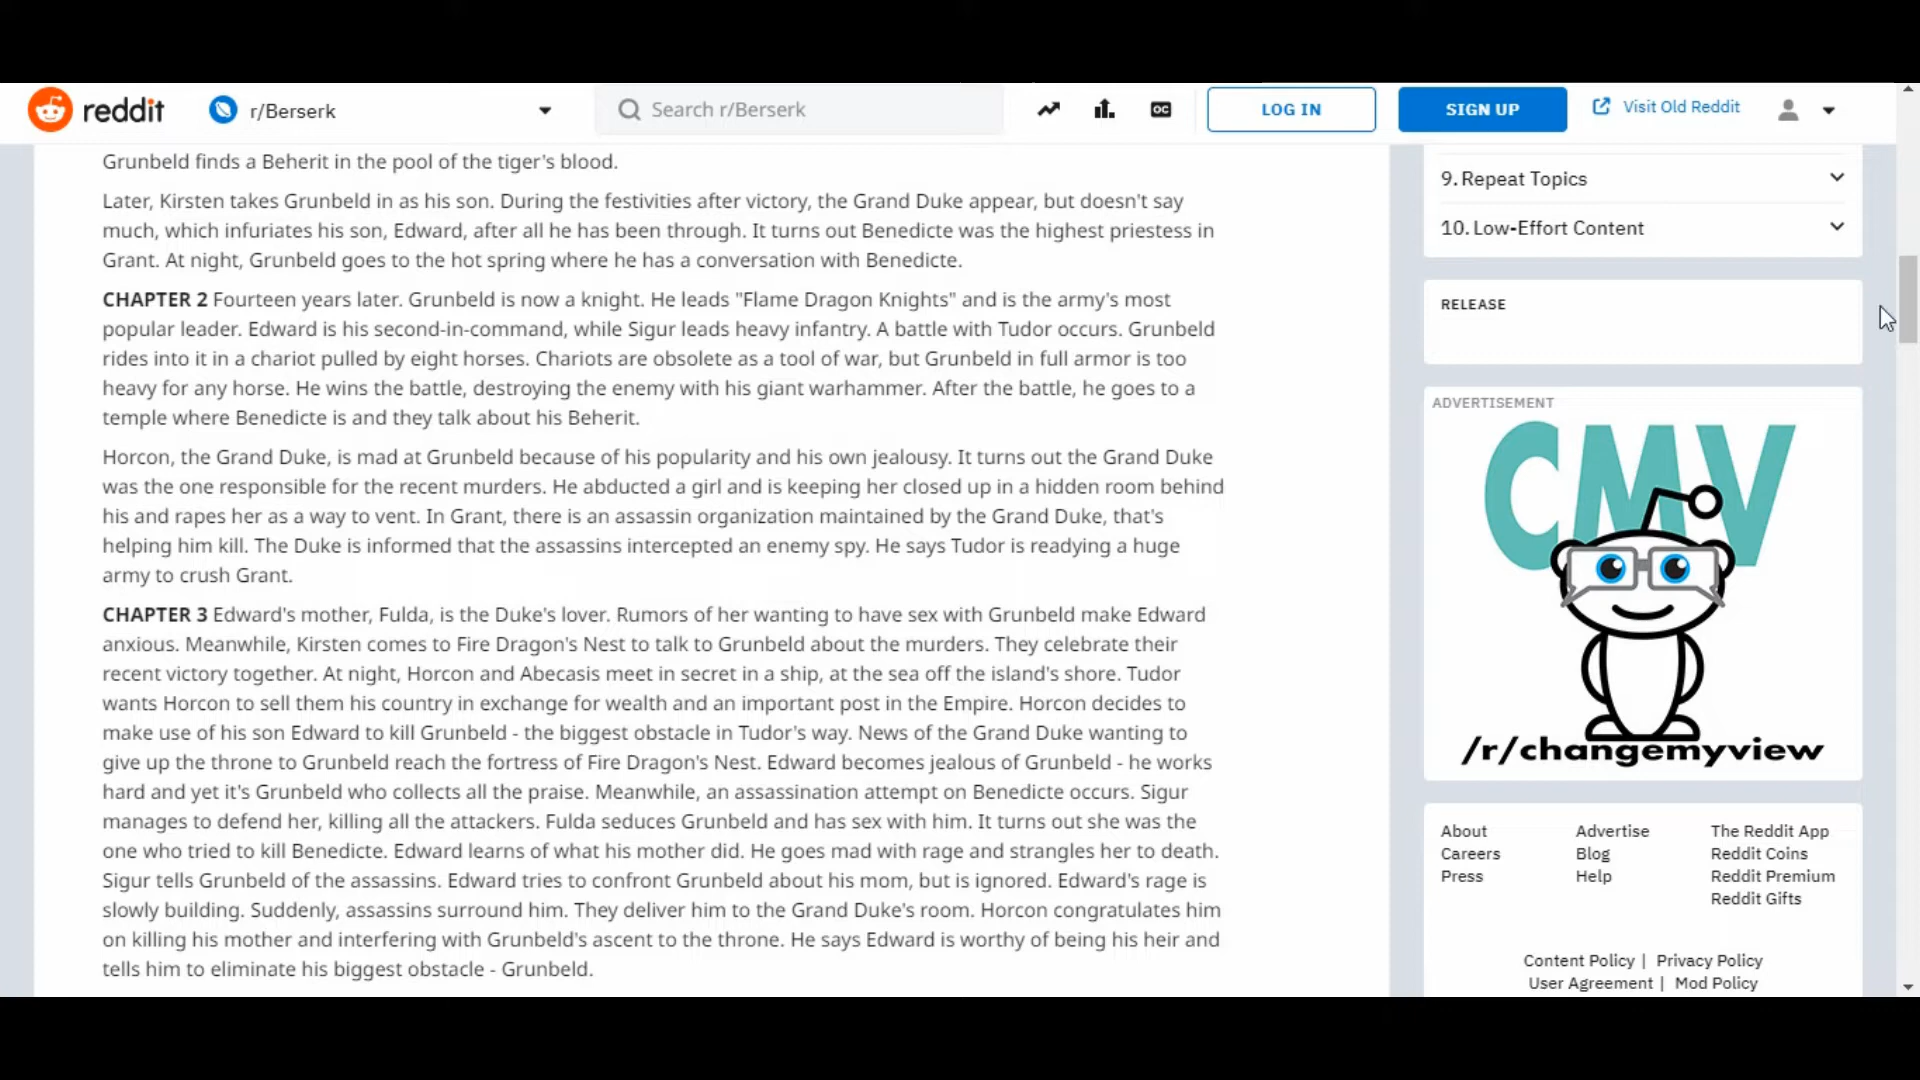 reddit
r/Berserk
Search r/Berserk
OC
LOG IN
SIGN UP
Visit Old Reddit
Grunbeld finds a Beherit in the pool of the tiger's blood.
Later, Kirsten takes Grunbeld in as his son. During the festivities after victory, the Grand Duke appear, but doesn't say
much, which infuriates his son, Edward, after all he has been through. It turns out Benedicte was the highest priestess in
Grant. At night, Grunbeld goes to the hot spring where he has a conversation with Benedicte.
CHAPTER 2 Fourteen years later. Grunbeld is now a knight. He leads "Flame Dragon Knights" and is the army's most
popular leader. Edward is his second-in-command, while Sigur leads heavy infantry. A battle with Tudor occurs. Grunbeld
rides into it in a chariot pulled by eight horses. Chariots are obsolete as a tool of war, but Grunbeld in full armor is too
heavy for any horse. He wins the battle, destroying the enemy with his giant warhammer. After the battle, he goes to a
temple where Benedicte is and they talk about his Beherit.
Horcon, the Grand Duke, is mad at Grunbeld because of his popularity and his own jealousy. It turns out the Grand Duke
was the one responsible for the recent murders. He abducted a girl and is keeping her closed up in a hidden room behind
his and rapes her as a way to vent. In Grant, there is an assassin organization maintained by the Grand Duke, that's
helping him kill. The Duke is informed that the assassins intercepted an enemy spy. He says Tudor is readying a huge
army to crush Grant.
CHAPTER 3 Edward's mother, Fulda, is the Duke's lover. Rumors of her wanting to have sex with Grunbeld make Edward
anxious. Meanwhile, Kirsten comes to Fire Dragon's Nest to talk to Grunbeld about the murders. They celebrate their
recent victory together. At night, Horcon and Abecasis meet in secret in a ship, at the sea off the island's shore. Tudor
wants Horcon to sell them his country in exchange for wealth and an important post in the Empire. Horcon decides to
make use of his son Edward to kill Grunbeld - the biggest obstacle in Tudor's way. News of the Grand Duke wanting to
give up the throne to Grunbeld reach the fortress of Fire Dragon's Nest. Edward becomes jealous of Grunbeld - he works
hard and yet it's Grunbeld who collects all the praise. Meanwhile, an assassination attempt on Benedicte occurs. Sigur
manages to defend her, killing all the attackers. Fulda seduces Grunbeld and has sex with him. It turns out she was the
one who tried to kill Benedicte. Edward learns of what his mother did. He goes mad with rage and strangles her to death.
Sigur tells Grunbeld of the assassins. Edward tries to confront Grunbeld about his mom, but is ignored. Edward's rage is
slowly building. Suddenly, assassins surround him. They deliver him to the Grand Duke's room. Horcon congratulates him
on killing his mother and interfering with Grunbeld's ascent to the throne. He says Edward is worthy of being his heir and
tells him to eliminate his biggest obstacle - Grunbeld.
9. Repeat Topics
10. Low-Effort Content
RELEASE
ADVERTISEMENT
CMV
/r/changemyview
About
Careers
Press
Advertise
Blog
Help
The Reddit App
Reddit Coins
Reddit Premium
Reddit Gifts
Content Policy | Privacy Policy
User Agreement | Mod Policy